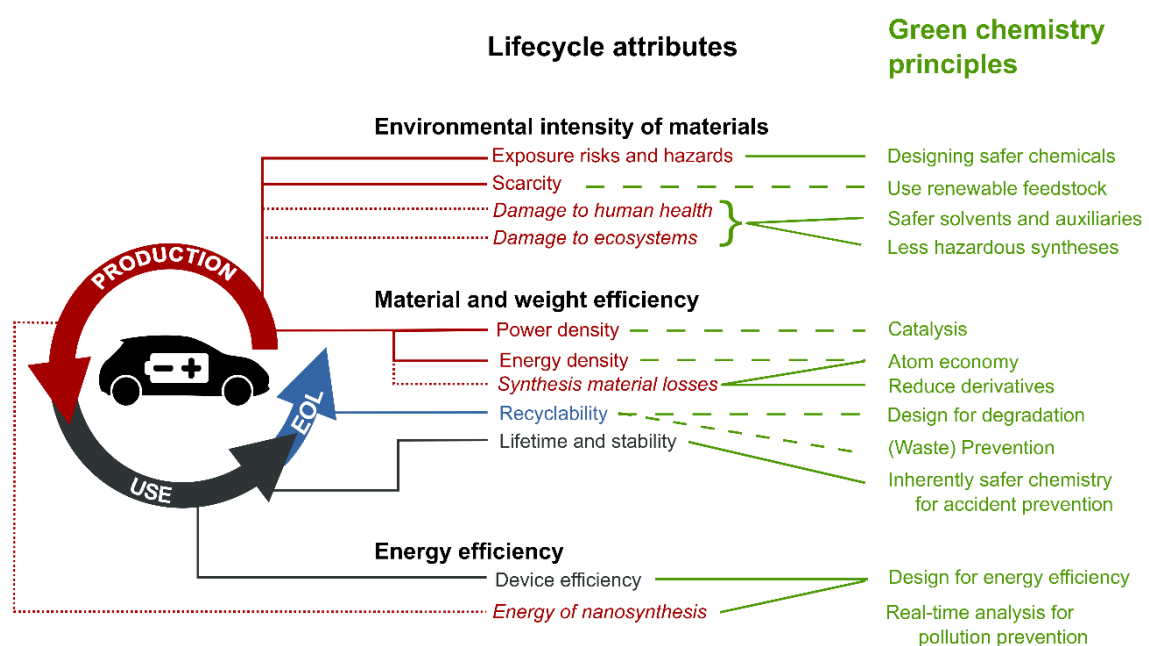 Lifecycle attributes
Green chemistry
principles
Environmental intensity of materials
Exposure risks and hazards
Designing safer chemicals
Scarcity
Use renewable feedstock
Damage to human health
Safer solvents and auxiliaries
Damage to ecosystems
Less hazardous syntheses
PRODUCTION
Material and weight efficiency
Power density
Catalysis
Energy density
Atom economy
Synthesis material losses
Reduce derivatives
EOL
Recyclability
Design for degradation
Lifetime and stability
(Waste) Prevention
USE
Inherently safer chemistry
for accident prevention
Energy efficiency
Device efficiency
Design for energy efficiency
Energy of nanosynthesis
Real-time analysis for
pollution prevention